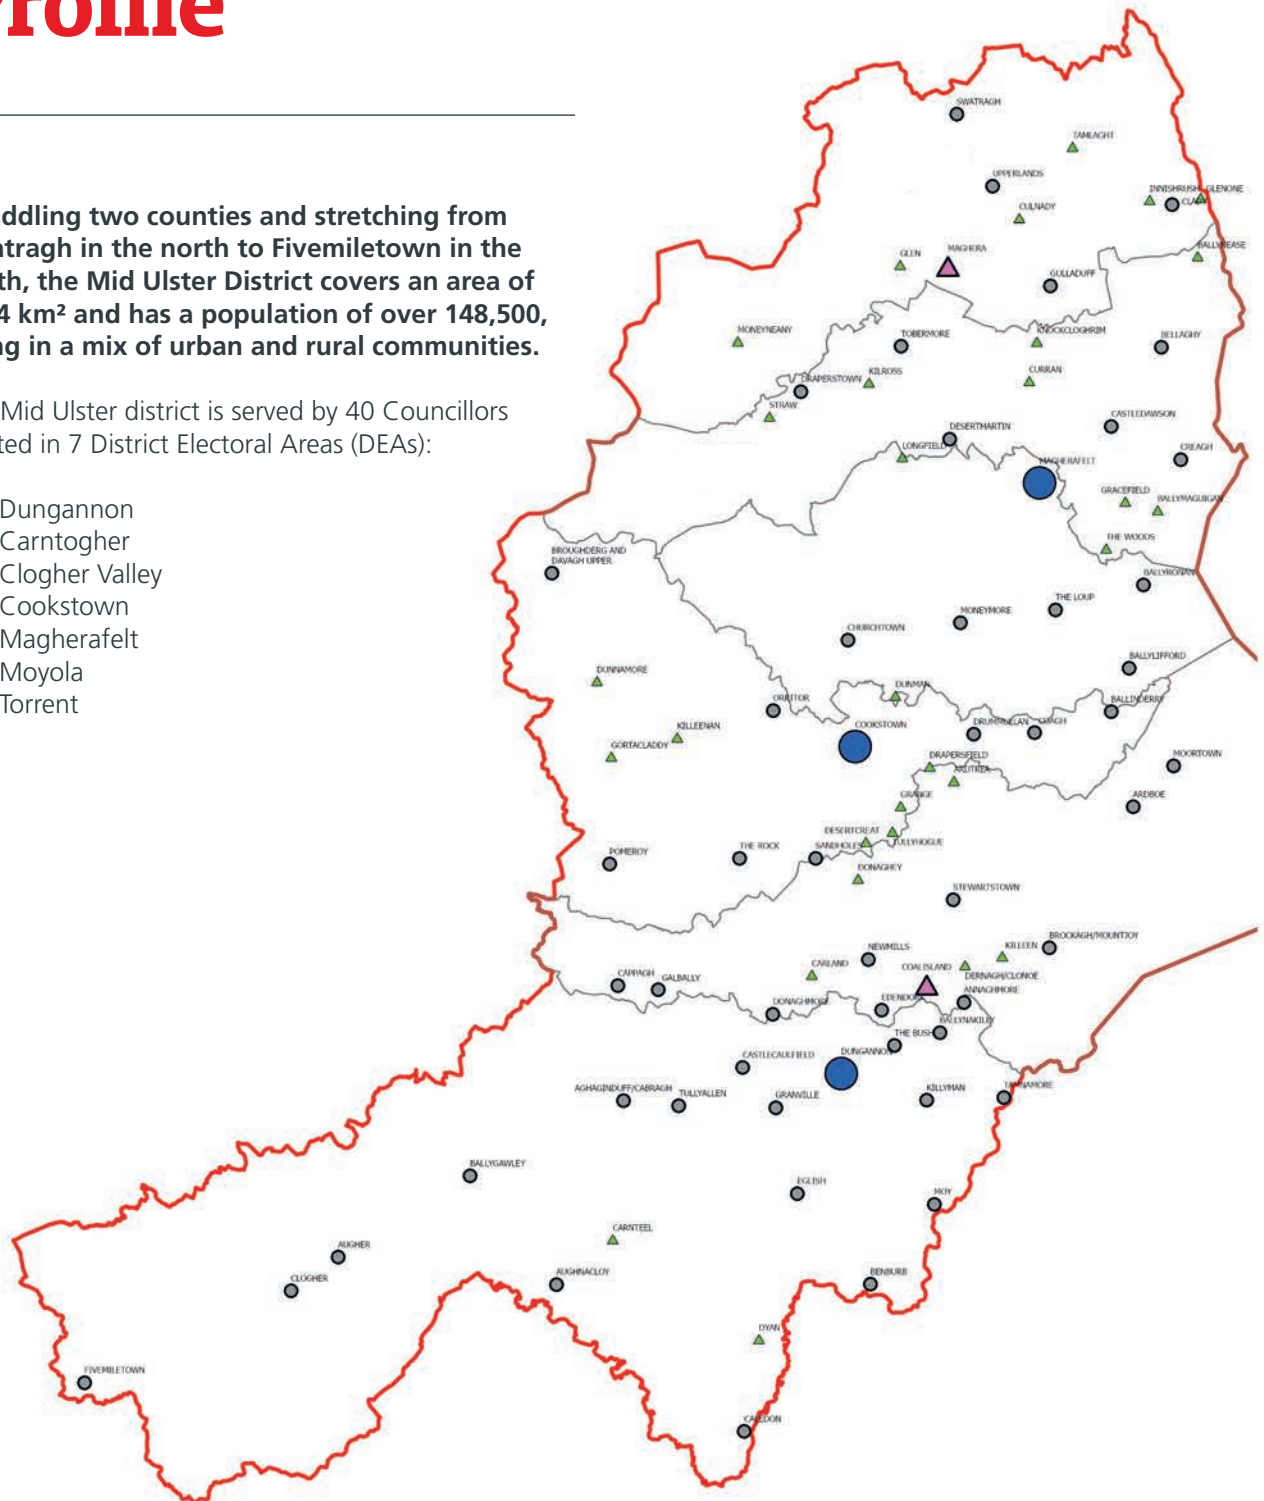 rofile
ddling two counties and stretching from
atragh in the north to Fivemiletown in the
th, the Mid Ulster District covers an area of
4 km² and has a population of over 148,500,
ng in a mix of urban and rural communities.
Mid Ulster district is served by 40 Councillors
ted in 7 District Electoral Areas (DEAs):
Dungannon
Carntogher
Clogher Valley
Cookstown
Magherafelt
Moyola
Torrent
SWATRAGH
TAMLAGHT
UPPERLANDS
INNISHRUSH
GLENONE
CULNADY
MAGHERA
GLEN
BALLYNEASE
GULLADUFF
MONEYNEANY
TOBERMORE
KNOCKCLOGHRIM
BELLAGHY
DRAPERSTOWN
KILROSS
CURRAN
STRAW
CASTLEDAWSON
DESERTMARTIN
LONGFIELD
CREAGH
MAGHERAFELT
GRACEFIELD
BALLYMAGUIGAN
THE WOODS
BROUGHDERG AND
DAVAGH UPPER
BALLYRONAN
THE LOUP
MONEYMORE
CHURCHTOWN
BALLYLIFFORD
DUNNAMORE
DUNMAN
ORRITOR
BALLINDERRY
KILLEENAN
COOKSTOWN
DRUMMULLAN
COAGH
GORTACLADDY
DRAPERSFIELD
MOORTOWN
ARDTREA
GRANGE
ARDBOE
DESERTCREAT
TULLYHOGUE
POMEROY
THE ROCK
SANDHOLES
DONAGHEY
STEWARTSTOWN
BROCKAGH/MOUNTJOY
NEWMILLS
KILLEEN
CARLAND
COALISLAND
CAPPAGH
GALBALLY
DERNAGH/CLONOE
ANNAGHMORE
DONAGHMORE
EDENDORK
BALLYNAKILLY
THE BUSH
CASTLECAULFIELD
DUNGANNON
AGHAGINDUFF/CABRAGH
TULLYALLEN
GRANVILLE
KILLYMAN
TAMNAMORE
BALLYGAWLEY
EGLISH
MOY
CARNTEEL
AUGHER
CLOGHER
AUGHNACLOY
BENBURB
DYAN
FIVEMILETOWN
CALEDON